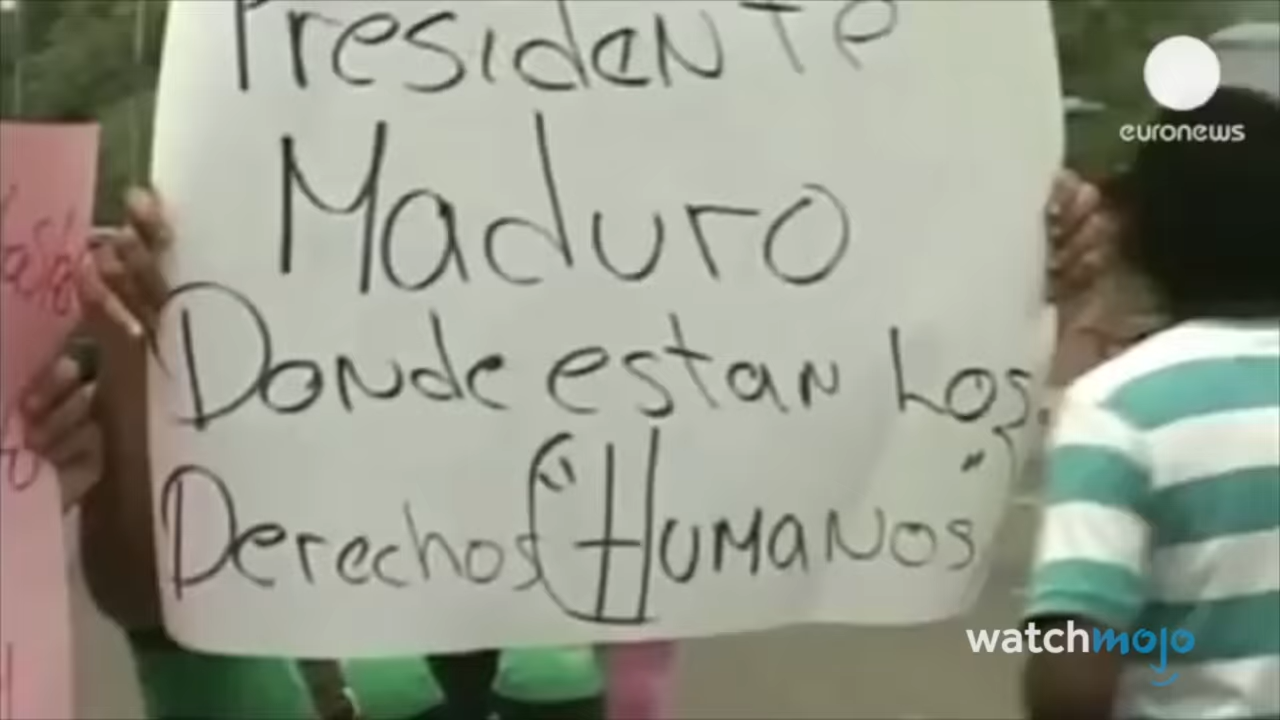 Presidente
Maduro
Donde estan Los
Derechos "Humanos"
euronews
watchmojo